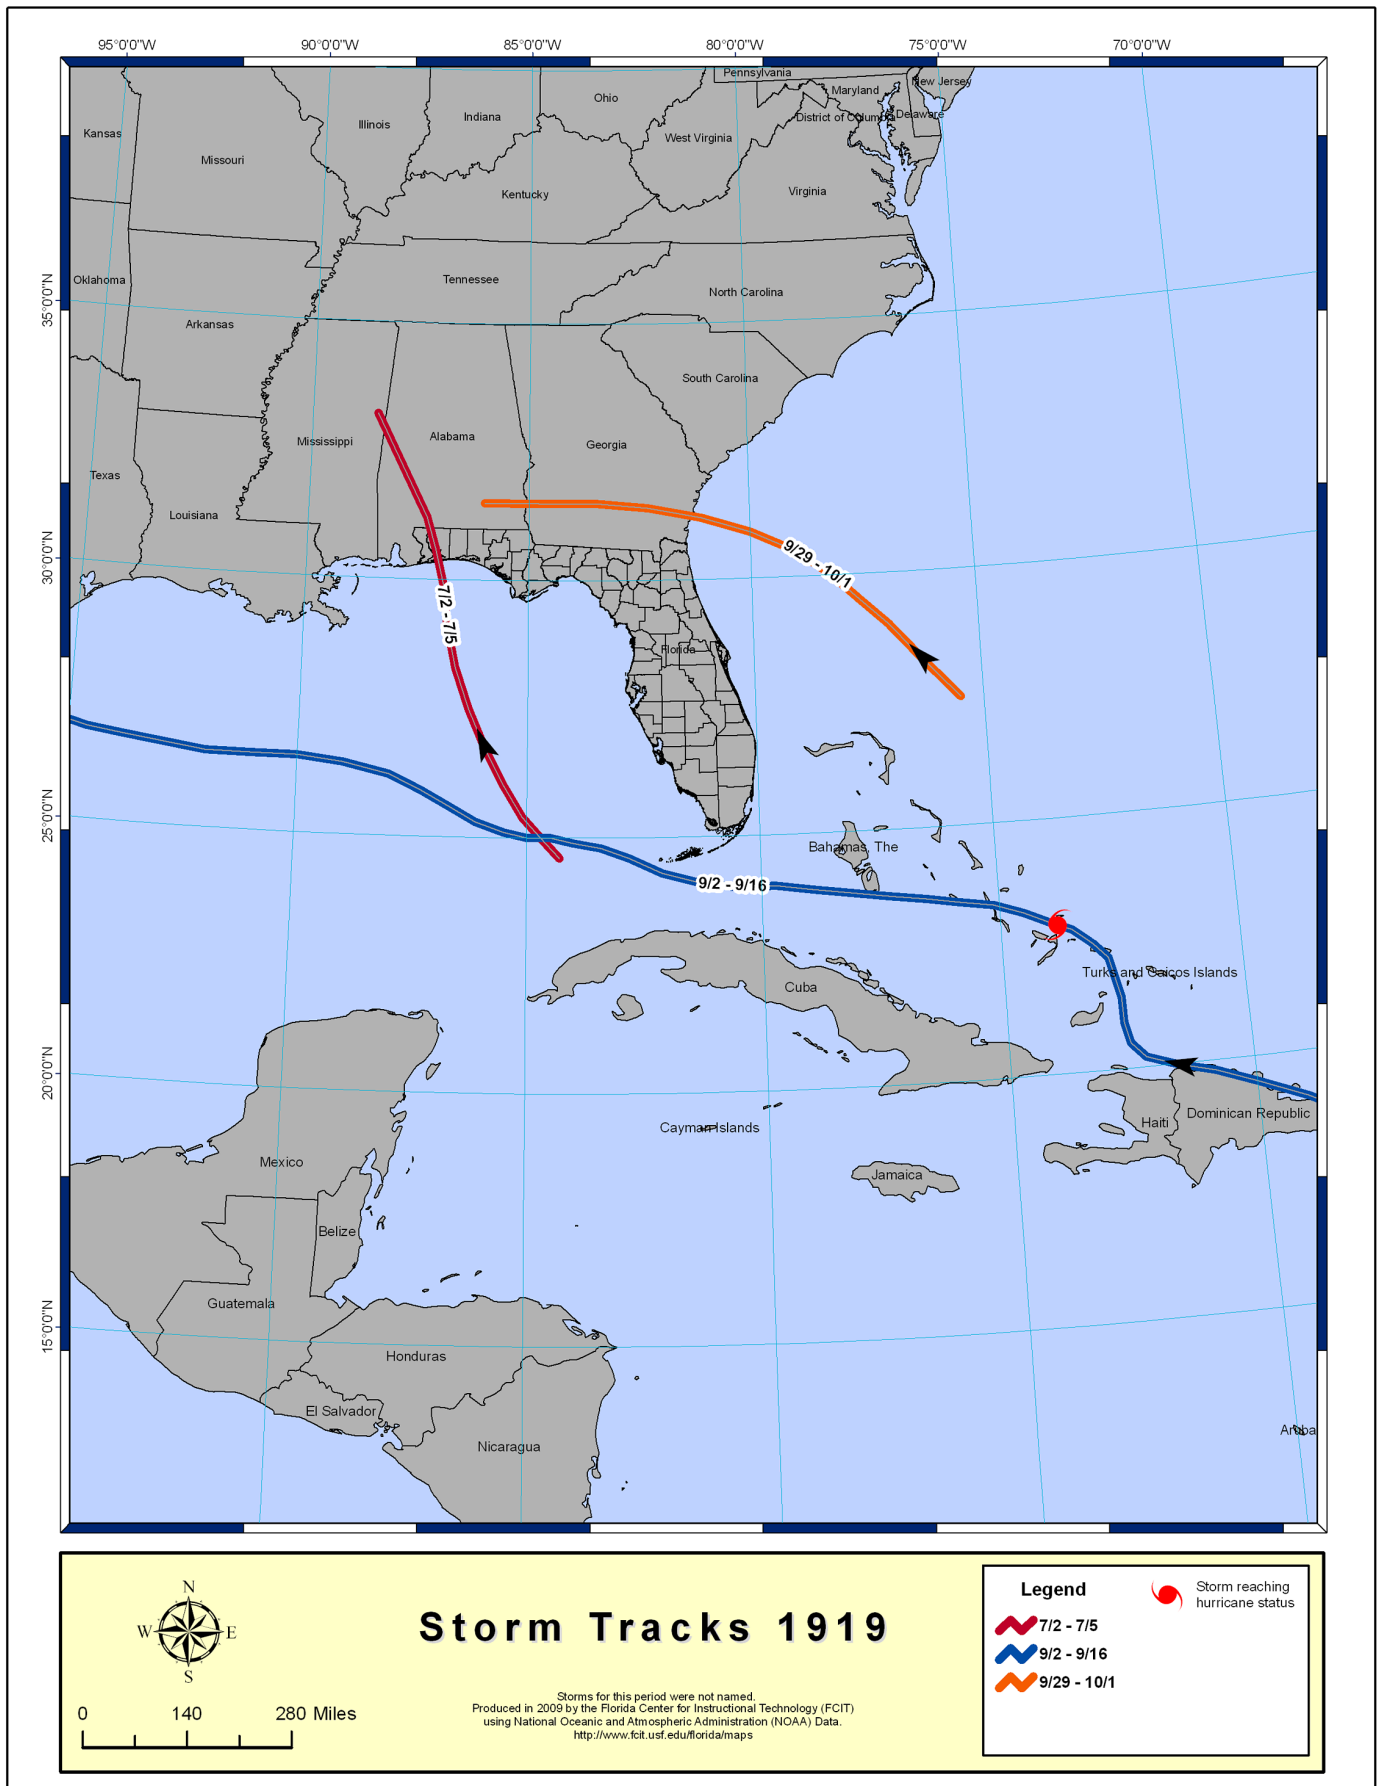 95°0'0"W 90°0'0"W 85°0'0"W 80°0'0"W 75°0'0"W 70°0'0"W
Pennsylvania
New Jersey
Ohio
Maryland
Indiana
Illinois
District of Columbia
Delaware
Kansas
West Virginia
Missouri
Kentucky
Virginia
Oklahoma
Tennessee
North Carolina
35°0'0"N
Arkansas
South Carolina
Mississippi
Alabama
Georgia
Texas
Louisiana
30°0'0"N
9/29 - 10/1
7/2 - 7/5
Florida
25°0'0"N
Bahamas, The
9/2 - 9/16
Turks and Caicos Islands
Cuba
20°0'0"N
Dominican Republic
Haiti
Cayman Islands
Mexico
Jamaica
Belize
Guatemala
15°0'0"N
Honduras
El Salvador
Aruba
Nicaragua
N
W E
S
0 140 280 Miles
Storm Tracks 1919
Storms for this period were not named.
Produced in 2009 by the Florida Center for Instructional Technology (FCIT)
using National Oceanic and Atmospheric Administration (NOAA) Data.
http://www.fcit.usf.edu/florida/maps
Legend
7/2 - 7/5
9/2 - 9/16
9/29 - 10/1
Storm reaching
hurricane status